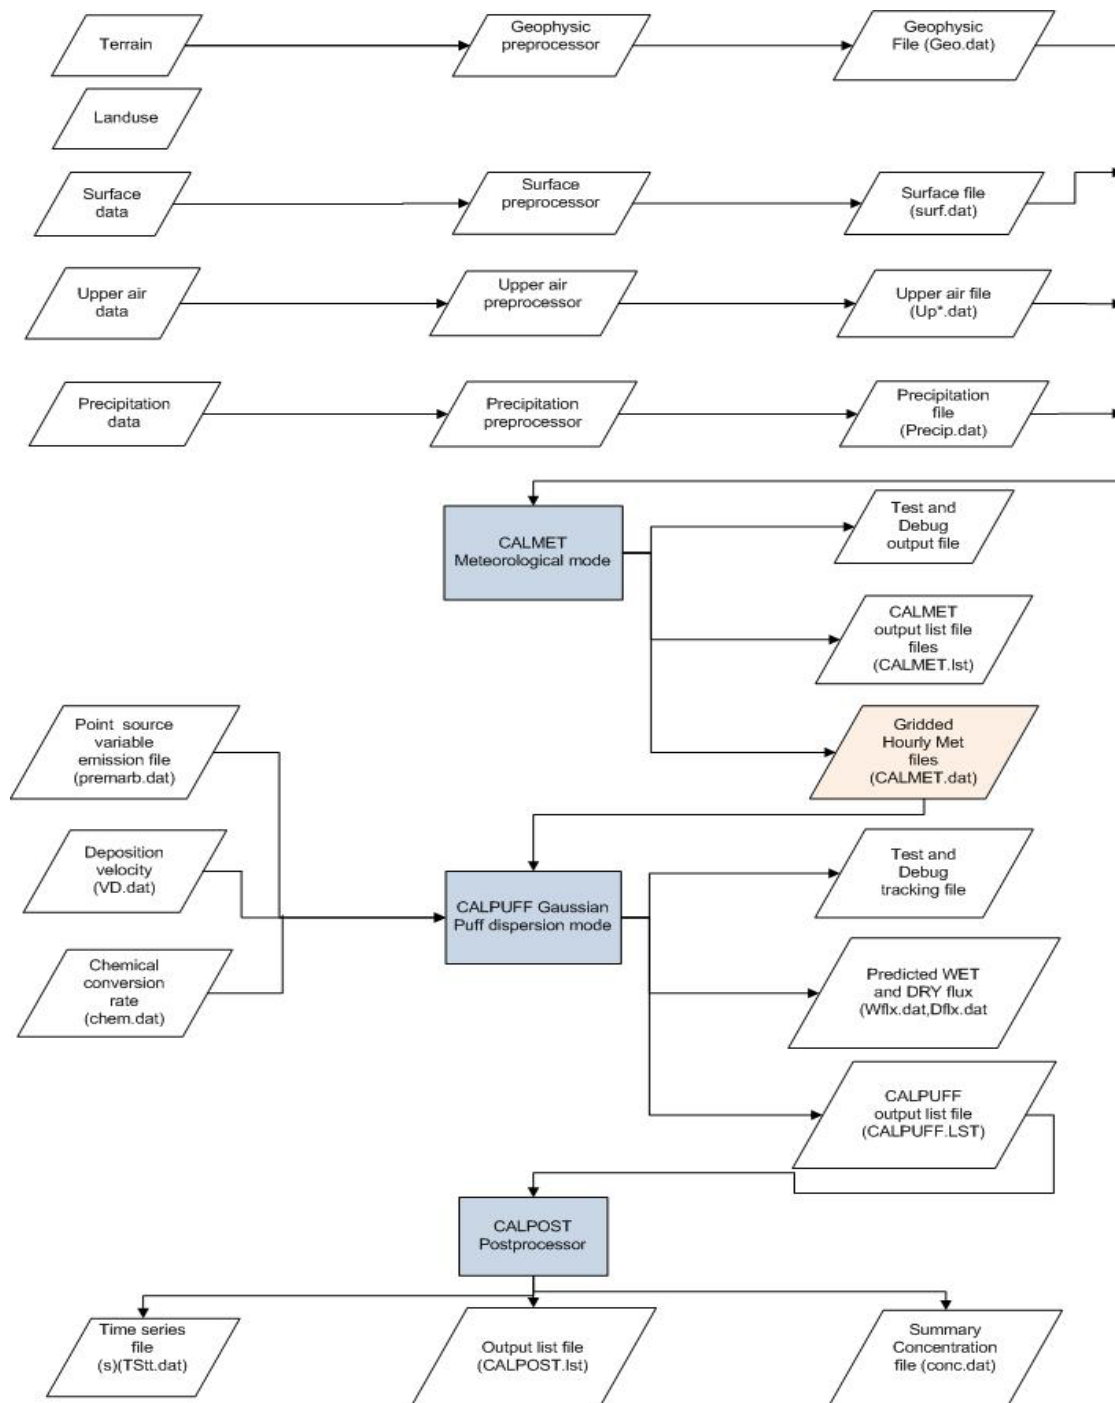 Terrain
Geophysic
preprocessor
Geophysic
File (Geo.dat)
Landuse
Surface
data
Surface
preprocessor
Surface file
(surf.dat)
Upper air
data
Upper air
preprocessor
Upper air file
(Up*.dat)
Precipitation
data
Precipitation
preprocessor
Precipitation
file
(Precip.dat)
CALMET
Meteorological mode
Test and
Debug
output file
CALMET
output list file
files
(CALMET.lst)
Gridded
Hourly Met
files
(CALMET.dat)
Point source
variable
emission file
(premarb.dat)
Deposition
velocity
(VD.dat)
Chemical
conversion
rate
(chem.dat)
CALPUFF Gaussian
Puff dispersion mode
Test and
Debug
tracking file
Predicted WET
and DRY flux
(Wflx.dat,Dflx.dat
CALPUFF
output list file
(CALPUFF.LST)
CALPOST
Postprocessor
Time series
file
(s)(TStt.dat)
Output list file
(CALPOST.lst)
Summary
Concentration
file (conc.dat)